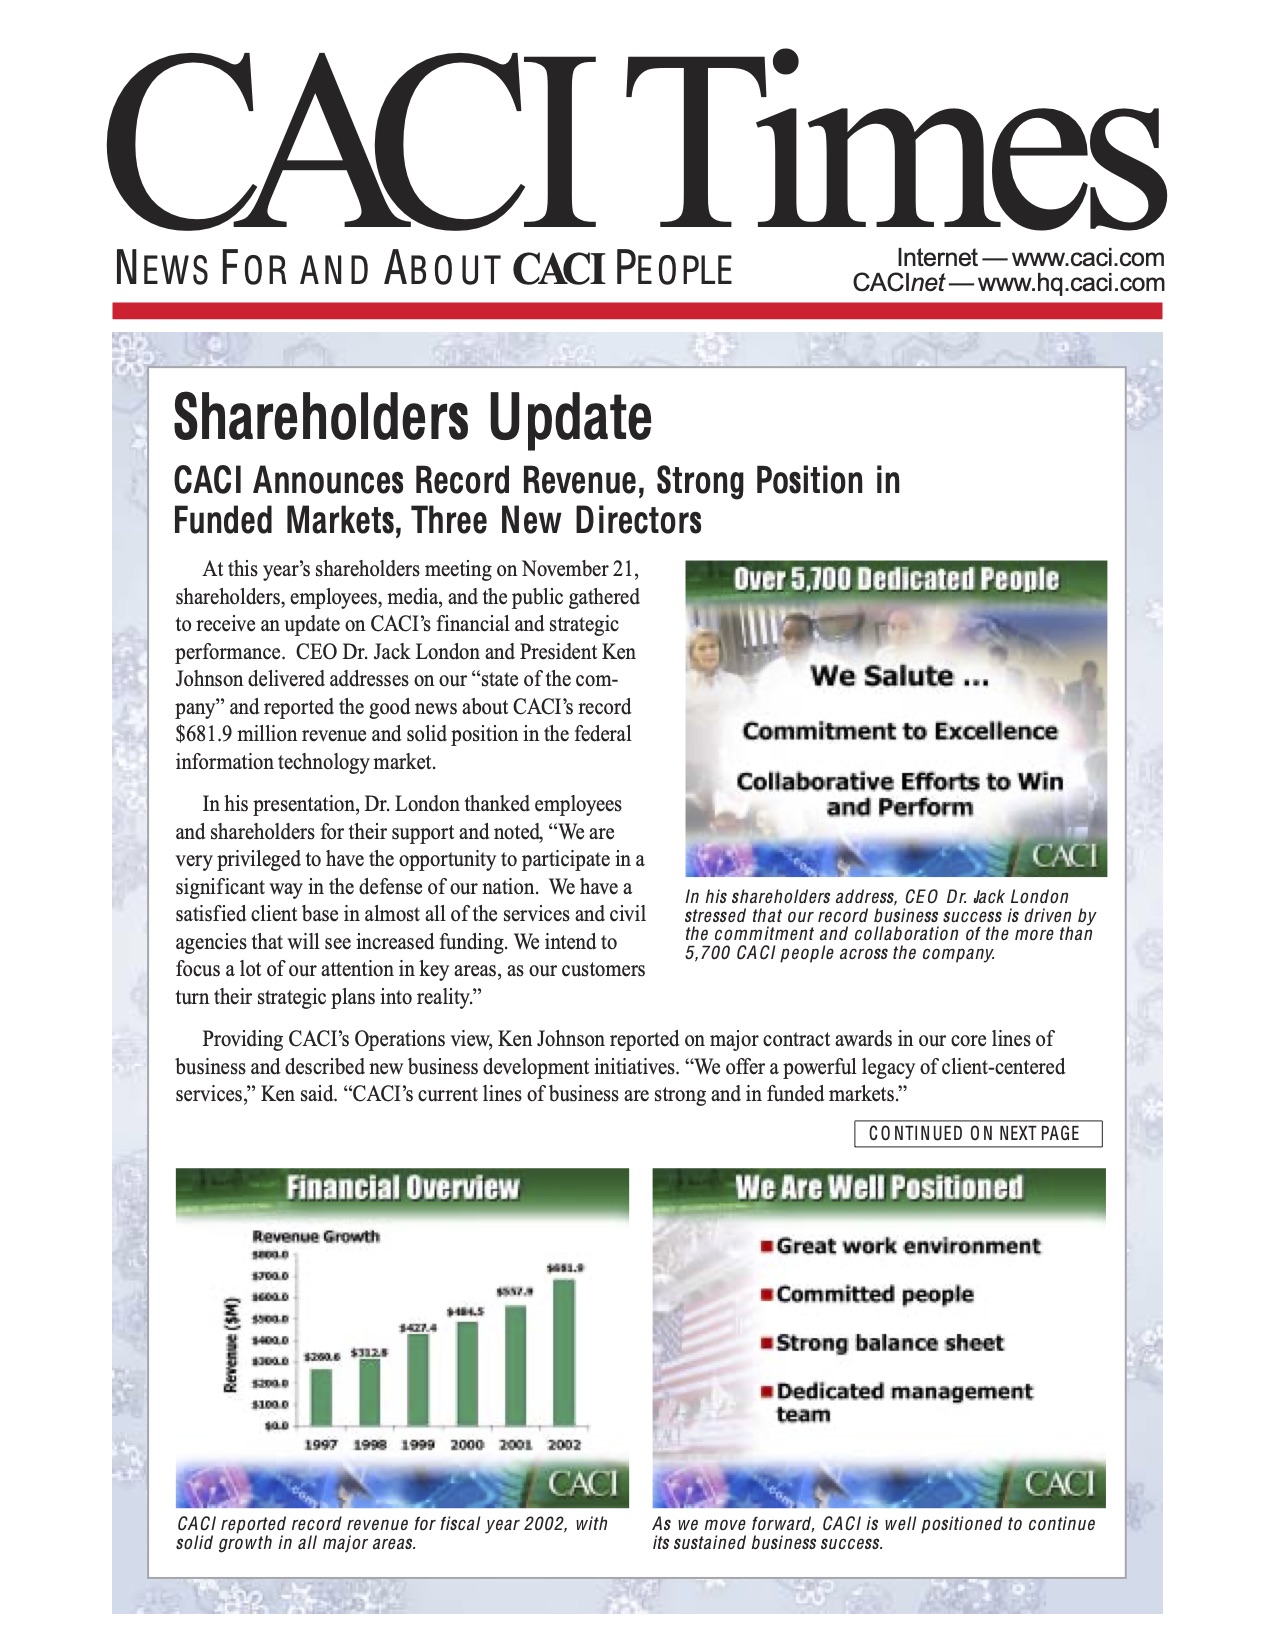 CACI Times
NEWS FOR AND ABOUT CACI PEOPLE
Internet — www.caci.com
CACInet — www.hq.caci.com
Shareholders Update
CACI Announces Record Revenue, Strong Position in
Funded Markets, Three New Directors
At this year's shareholders meeting on November 21,
shareholders, employees, media, and the public gathered
to receive an update on CACI's financial and strategic
performance.  CEO Dr. Jack London and President Ken
Johnson delivered addresses on our “state of the com-
pany” and reported the good news about CACI's record
$681.9 million revenue and solid position in the federal
information technology market.
In his presentation, Dr. London thanked employees
and shareholders for their support and noted, “We are
very privileged to have the opportunity to participate in a
significant way in the defense of our nation.  We have a
satisfied client base in almost all of the services and civil
agencies that will see increased funding. We intend to
focus a lot of our attention in key areas, as our customers
turn their strategic plans into reality.”
Over 5,700 Dedicated People
We Salute ...
Commitment to Excellence
Collaborative Efforts to Win
and Perform
CACI
In his shareholders address, CEO Dr. Jack London
stressed that our record business success is driven by
the commitment and collaboration of the more than
5,700 CACI people across the company.
Providing CACI's Operations view, Ken Johnson reported on major contract awards in our core lines of
business and described new business development initiatives. “We offer a powerful legacy of client-centered
services,” Ken said. “CACI's current lines of business are strong and in funded markets.”
CONTINUED ON NEXT PAGE
Financial Overview
Revenue Growth
Revenue ($M)
$800.0
$700.0
$600.0
$500.0
$400.0
$300.0
$200.0
$100.0
$0.0
$260.6
$312.8
$427.4
$484.5
$557.9
$681.9
1997 1998 1999 2000 2001 2002
.com
CACI
CACI reported record revenue for fiscal year 2002, with
solid growth in all major areas.
We Are Well Positioned
Great work environment
Committed people
Strong balance sheet
Dedicated management
team
.com
CACI
As we move forward, CACI is well positioned to continue
its sustained business success.